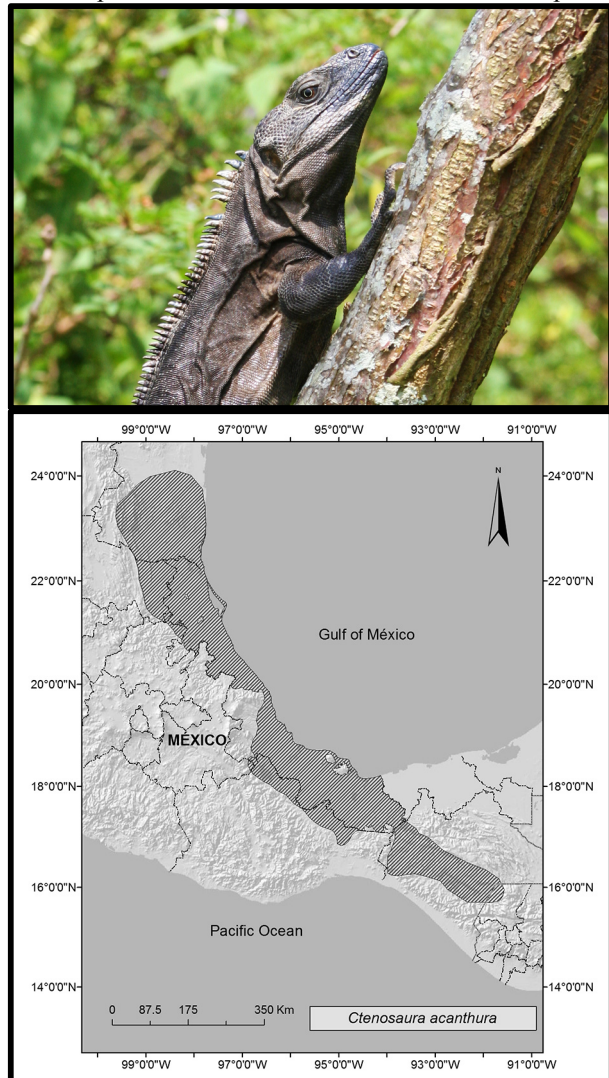 99°0'0"W 97°0'0"W 95°0'0"W 93°0'0"W 91°0'0"W
N
24°0'0"N 24°0'0"N
22°0'0"N 22°0'0"N
Gulf of México
20°0'0"N 20°0'0"N
MÉXICO
18°0'0"N 18°0'0"N
16°0'0"N 16°0'0"N
Pacific Ocean
14°0'0"N 14°0'0"N
0 87.5 175 350 Km
Ctenosaura acanthura
99°0'0"W 97°0'0"W 95°0'0"W 93°0'0"W 91°0'0"W